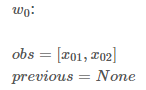 w₀:
obs = [x₀₁, x₀₂]
previous = None